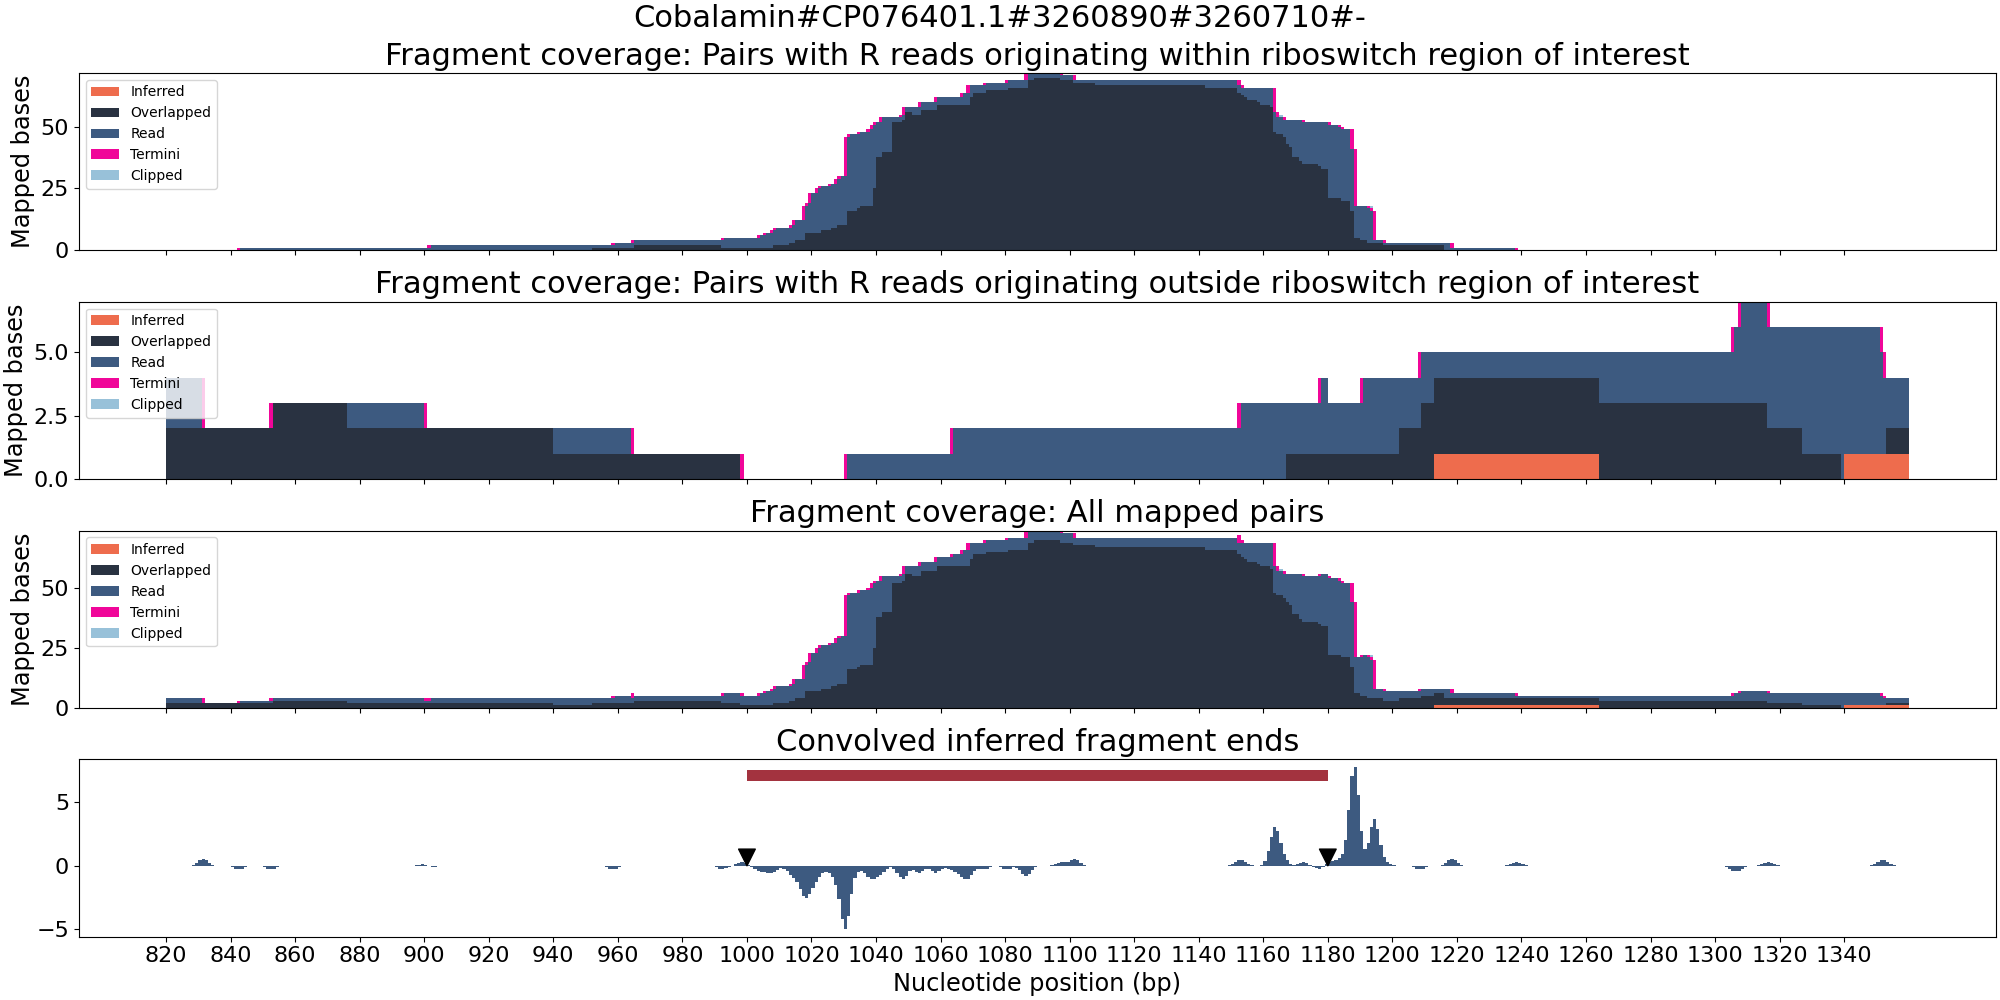 Cobalamin#CP076401.1#3260890#3260710#-
Fragment coverage: Pairs with R reads originating within riboswitch region of interest
Mapped bases
50
25
0
Inferred
Overlapped
Read
Termini
Clipped
Fragment coverage: Pairs with R reads originating outside riboswitch region of interest
Mapped bases
5.0
2.5
0.0
Inferred
Overlapped
Read
Termini
Clipped
Fragment coverage: All mapped pairs
Mapped bases
50
25
0
Inferred
Overlapped
Read
Termini
Clipped
Convolved inferred fragment ends
5
0
−5
820 840 860 880 900 920 940 960 980 1000 1020 1040 1060 1080 1100 1120 1140 1160 1180 1200 1220 1240 1260 1280 1300 1320 1340
Nucleotide position (bp)